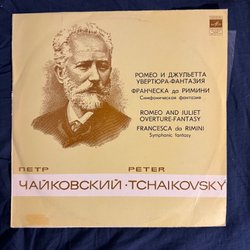 РОМЕО И ДЖУЛЬЕТТА
УВЕРТЮРА-ФАНТАЗИЯ
ФРАНЧЕСКА да РИМИНИ
Симфоническая фантазия
ROMEO AND JULIET
OVERTURE-FANTASY
FRANCESCA da RIMINI
Symphonic fantasy
ПЕТР PETER
ЧАЙКОВСКИЙ · TCHAIKOVSKY